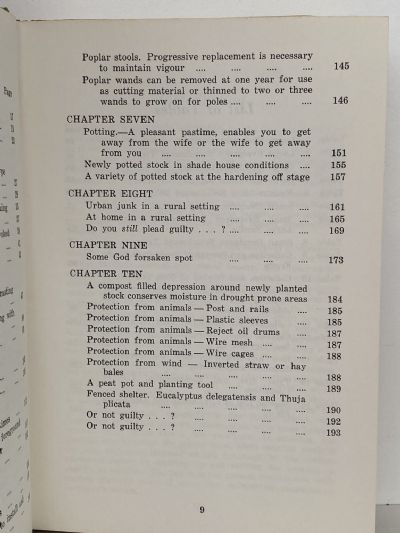 Poplar stools. Progressive replacement is necessary
to maintain vigour .... .... .... .... 145
Poplar wands can be removed at one year for use
as cutting material or thinned to two or three
wands to grow on for poles .... .... .... 146
CHAPTER SEVEN
Potting.—A pleasant pastime, enables you to get
away from the wife or the wife to get away
from you .... .... .... .... .... 151
Newly potted stock in shade house conditions .... 155
A variety of potted stock at the hardening off stage 157
CHAPTER EIGHT
Urban junk in a rural setting .... .... .... 161
At home in a rural setting .... .... .... 165
Do you still plead guilty . . . ? .... .... .... 169
CHAPTER NINE
Some God forsaken spot .... .... .... 173
CHAPTER TEN
A compost filled depression around newly planted
stock conserves moisture in drought prone areas 184
Protection from animals — Post and rails .... 185
Protection from animals — Plastic sleeves .... 185
Protection from animals — Reject oil drums .... 187
Protection from animals — Wire mesh .... .... 187
Protection from animals — Wire cages .... .... 188
Protection from wind — Inverted straw or hay
bales .... .... .... .... .... 188
A peat pot and planting tool .... .... .... 189
Fenced shelter. Eucalyptus delegatensis and Thuja
plicata .... .... .... .... .... 190
Or not guilty . . . ? .... .... .... .... 192
Or not guilty . . . ? .... .... .... .... 193
9